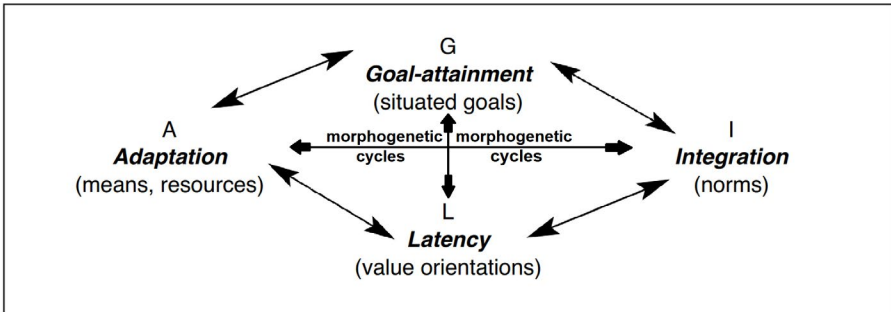 G
Goal-attainment
(situated goals)
A
Adaptation
(means, resources)
morphogenetic
cycles
morphogenetic
cycles
I
Integration
(norms)
L
Latency
(value orientations)